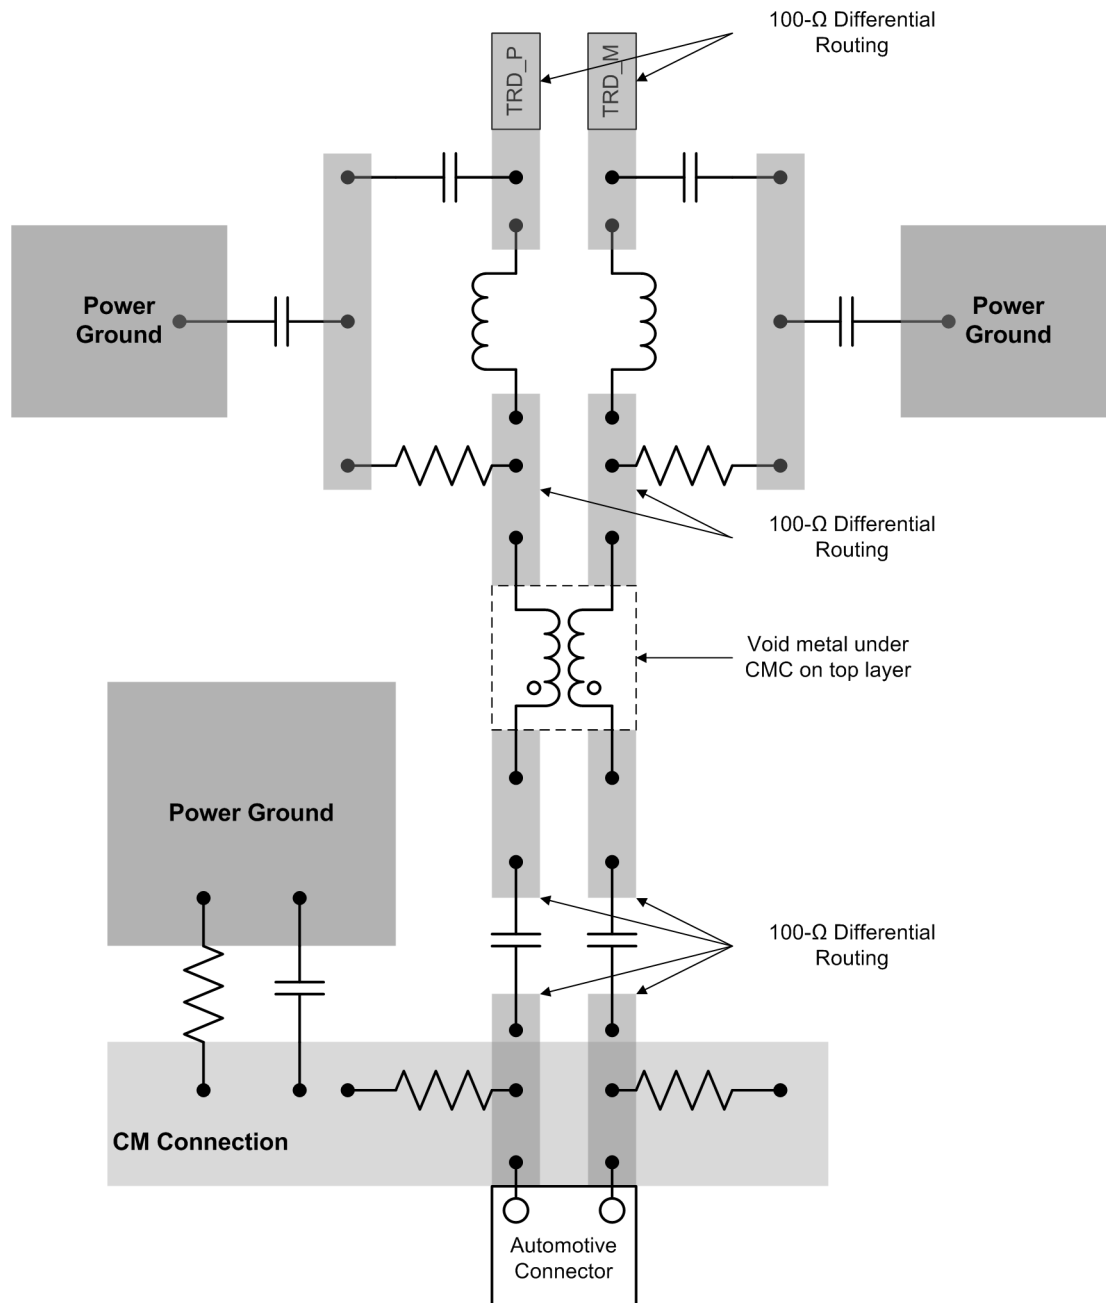 100-Ω Differential
Routing
TRD_P
TRD_M
Power
Ground
Power
Ground
100-Ω Differential
Routing
Void metal under
CMC on top layer
Power Ground
100-Ω Differential
Routing
CM Connection
Automotive
Connector